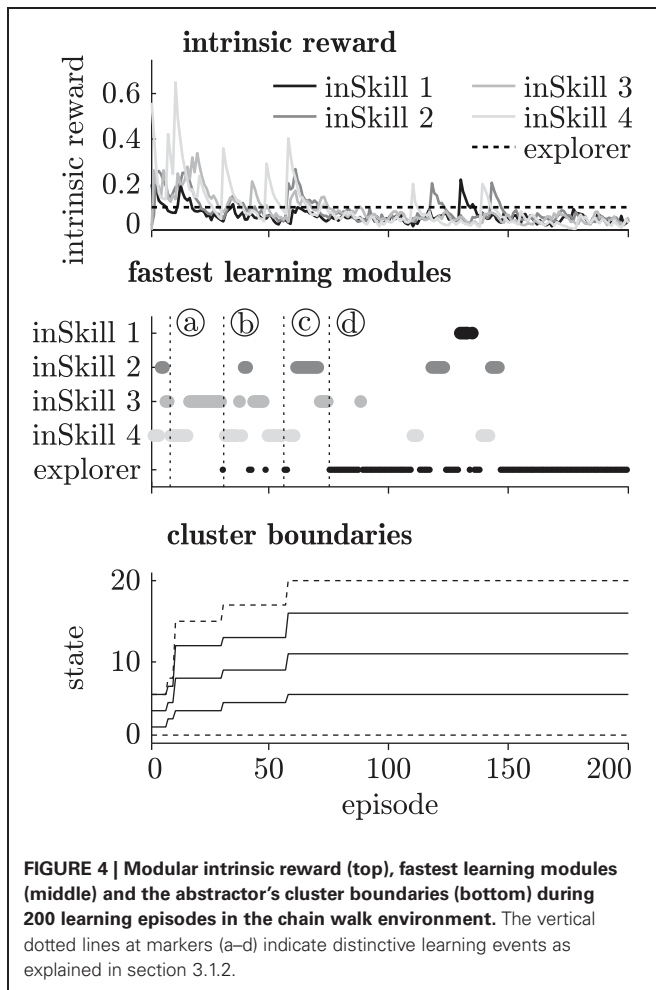 intrinsic reward
intrinsic reward
0.6
0.4
0.2
0
inSkill 1
inSkill 2
inSkill 3
inSkill 4
explorer
fastest learning modules
inSkill 1
inSkill 2
inSkill 3
inSkill 4
explorer
a
b
c
d
cluster boundaries
state
20
10
0
0 50 100 150 200
episode
FIGURE 4 | Modular intrinsic reward (top), fastest learning modules
(middle) and the abstractor's cluster boundaries (bottom) during
200 learning episodes in the chain walk environment. The vertical
dotted lines at markers (a–d) indicate distinctive learning events as
explained in section 3.1.2.